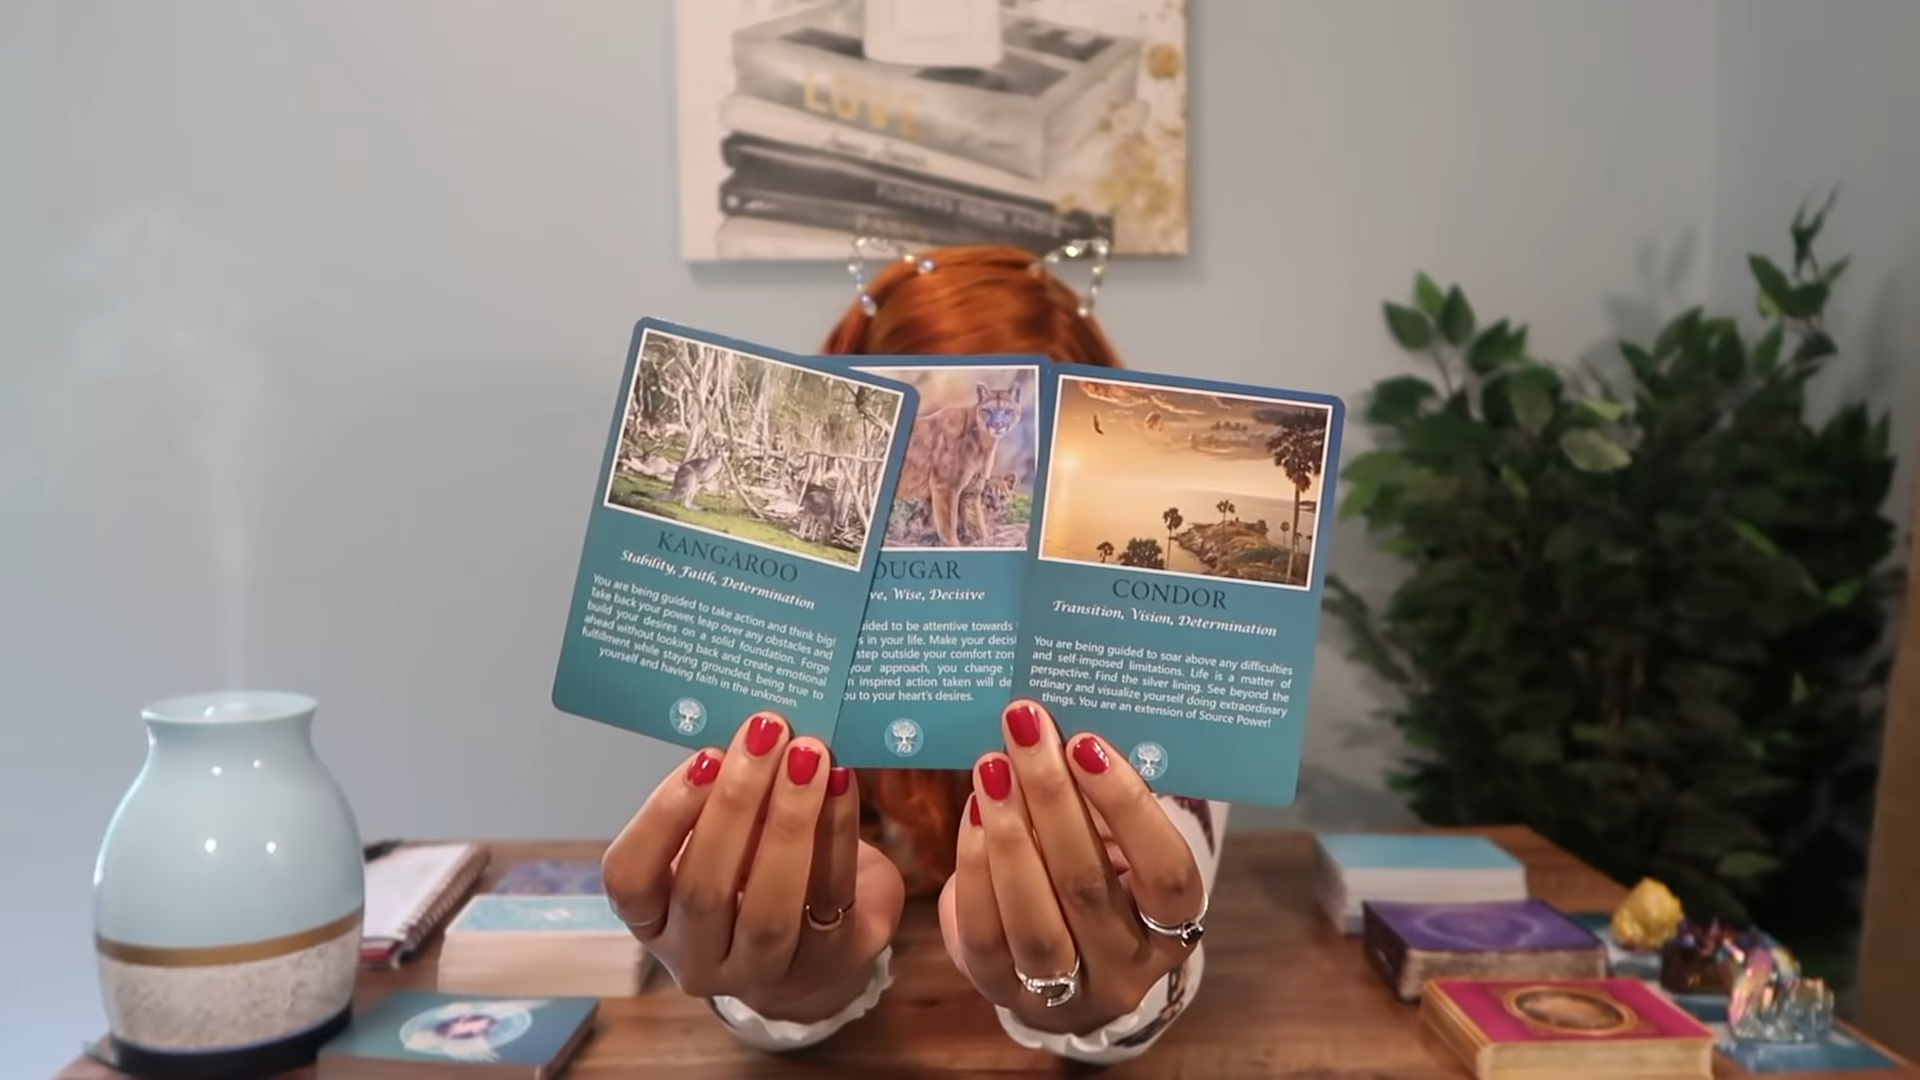 LOVE
KANGAROO
Stability, Faith, Determination
You are being guided to take action and think big!
Take back your power, leap over any obstacles and
build your desires on a solid foundation. Forge
ahead without looking back and create emotional
fulfillment while staying grounded, being true to
yourself and having faith in the unknown.
OUGAR
ve, Wise, Decisive
ided to be attentive towards
s in your life. Make your decisi
step outside your comfort zon
our approach, you change
n inspired action taken will de
ou to your heart's desires.
CONDOR
Transition, Vision, Determination
You are being guided to soar above any difficulties
and self-imposed limitations. Life is a matter of
perspective. Find the silver lining. See beyond the
ordinary and visualize yourself doing extraordinary
things. You are an extension of Source Power!